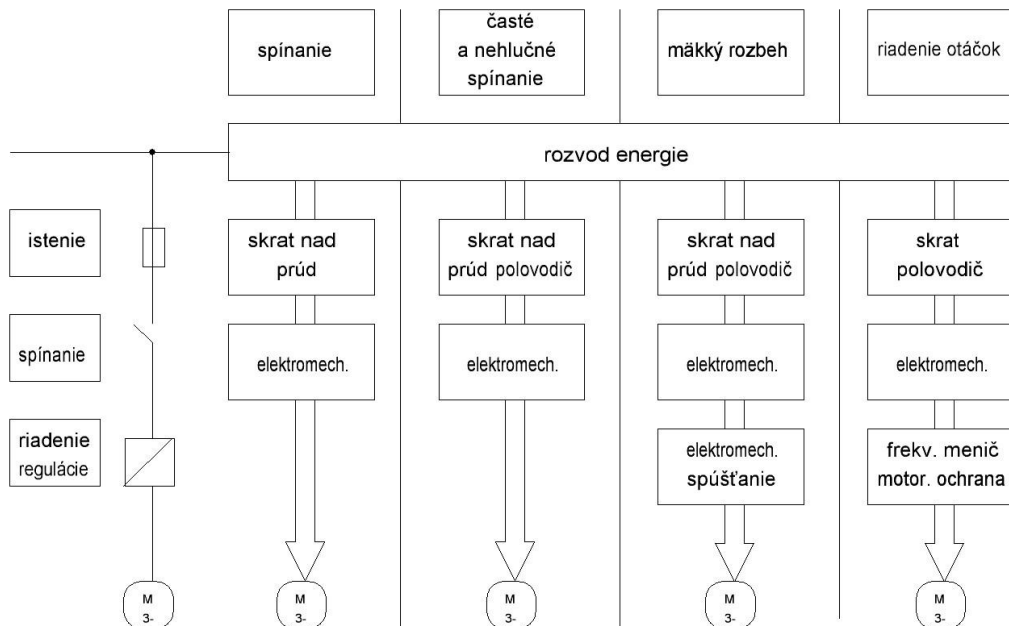 spínanie
časté
a nehlučné
spínanie
mäkký rozbeh
riadenie otáčok
rozvod energie
istenie
skrat nad
prúd
skrat nad
prúd polovodič
skrat nad
prúd polovodič
skrat
polovodič
spínanie
elektromech.
elektromech.
elektromech.
elektromech.
riadenie
regulácie
elektromech.
spúšťanie
frekv. menič
motor. ochrana
M
3-
M
3-
M
3-
M
3-
M
3-